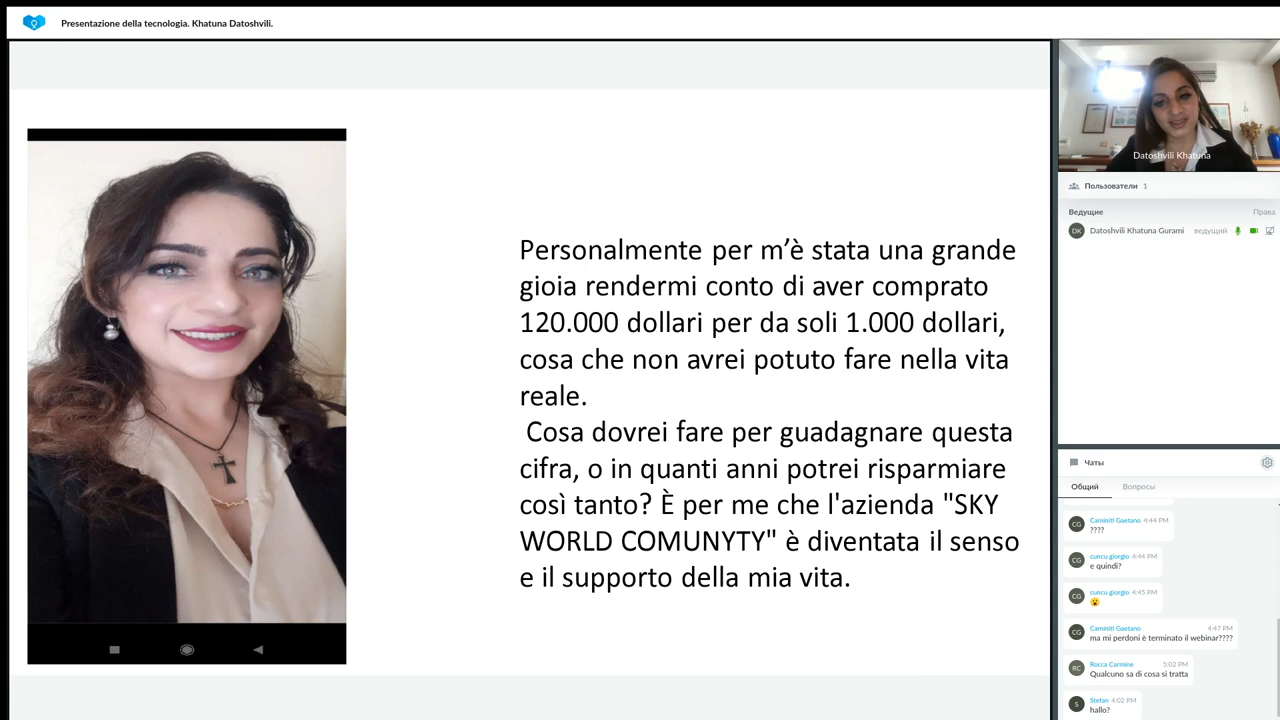 Presentazione della tecnologia. Khatuna Datoshvili.
Personalmente per m’è stata una grande
gioia rendermi conto di aver comprato
120.000 dollari per da soli 1.000 dollari,
cosa che non avrei potuto fare nella vita
reale.
Cosa dovrei fare per guadagnare questa
cifra, o in quanti anni potrei risparmiare
così tanto? È per me che l'azienda "SKY
WORLD COMUNYTY" è diventata il senso
e il supporto della mia vita.
Datoshvili Khatuna
Пользователи 1
Ведущие Права
DK Datoshvili Khatuna Gurami ведущий
Чаты
Общий Вопросы
CG Caminiti Gaetano 4:44 PM
????
CG cuncu giorgio 4:44 PM
e quindi?
CG cuncu giorgio 4:45 PM
😮
CG Caminiti Gaetano 4:47 PM
ma mi perdoni è terminato il webinar????
RC Rocca Carmine 5:02 PM
Qualcuno sa di cosa si tratta
S Stefan 4:02 PM
hallo?